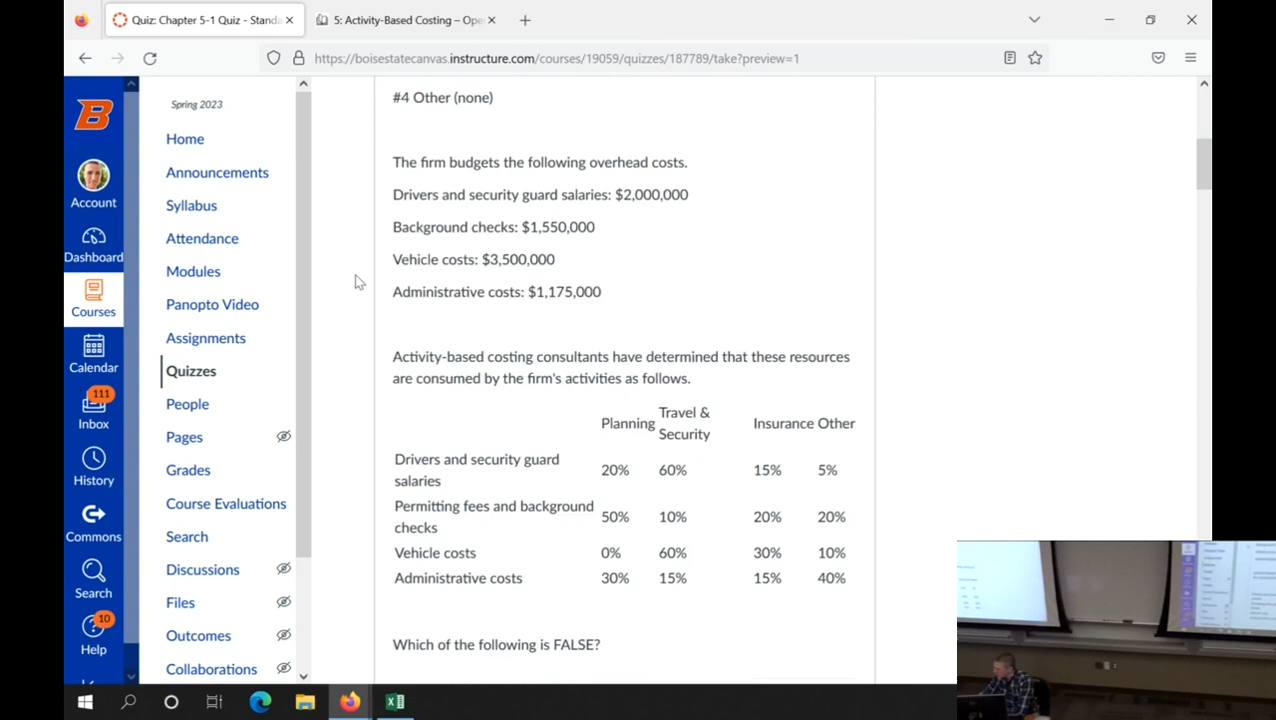 Quiz: Chapter 5-1 Quiz - Standa
5: Activity-Based Costing – Ope
https://boisestatecanvas.instructure.com/courses/19059/quizzes/187789/take?preview=1
Account
Dashboard
Courses
Calendar
111
Inbox
History
Commons
Search
10
Help
Spring 2023
Home
Announcements
Syllabus
Attendance
Modules
Panopto Video
Assignments
Quizzes
People
Pages
Grades
Course Evaluations
Search
Discussions
Files
Outcomes
Collaborations
#4 Other (none)
The firm budgets the following overhead costs.
Drivers and security guard salaries: $2,000,000
Background checks: $1,550,000
Vehicle costs: $3,500,000
Administrative costs: $1,175,000
Activity-based costing consultants have determined that these resources
are consumed by the firm's activities as follows.
Planning Travel & Security Insurance Other
Drivers and security guard salaries 20% 60% 15% 5%
Permitting fees and background checks 50% 10% 20% 20%
Vehicle costs 0% 60% 30% 10%
Administrative costs 30% 15% 15% 40%
Which of the following is FALSE?